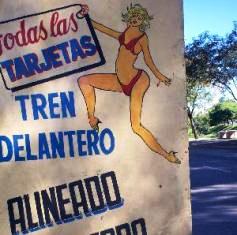 Todas las
TARJETAS
TREN
DELANTERO
ALINEADO